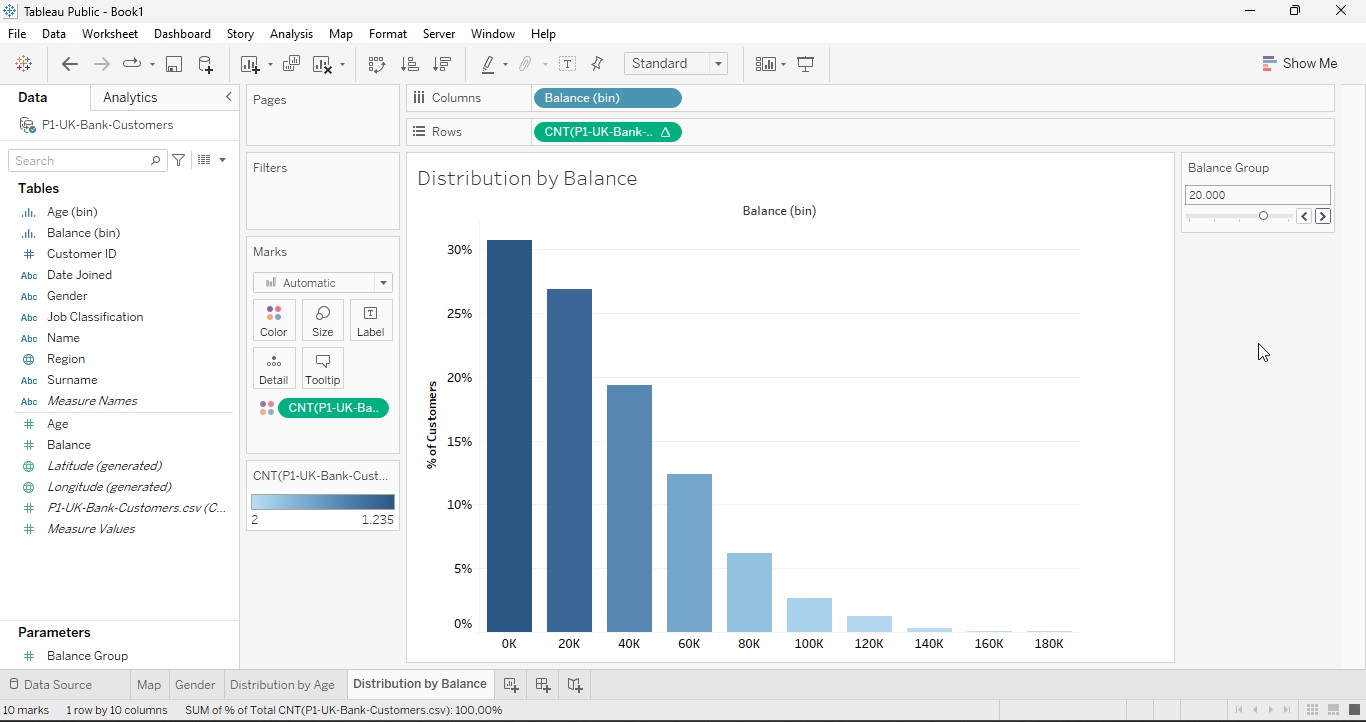 Tableau Public - Book1
File Data Worksheet Dashboard Story Analysis Map Format Server Window Help
Standard
Show Me
Data Analytics
P1-UK-Bank-Customers
Search
Tables
Age (bin)
Balance (bin)
# Customer ID
Abc Date Joined
Abc Gender
Abc Job Classification
Abc Name
Region
Abc Surname
Abc Measure Names
# Age
# Balance
Latitude (generated)
Longitude (generated)
# P1-UK-Bank-Customers.csv (C...
# Measure Values
Parameters
# Balance Group
Pages
Filters
Marks
Automatic
Color Size Label
Detail Tooltip
CNT(P1-UK-Ba..
CNT(P1-UK-Bank-Cust...
2 1.235
Columns Balance (bin)
Rows CNT(P1-UK-Bank-.. Δ
Distribution by Balance
Balance (bin)
% of Customers
30%
25%
20%
15%
10%
5%
0%
0K 20K 40K 60K 80K 100K 120K 140K 160K 180K
Balance Group
20.000
Data Source Map Gender Distribution by Age Distribution by Balance
10 marks 1 row by 10 columns SUM of % of Total CNT(P1-UK-Bank-Customers.csv): 100,00%